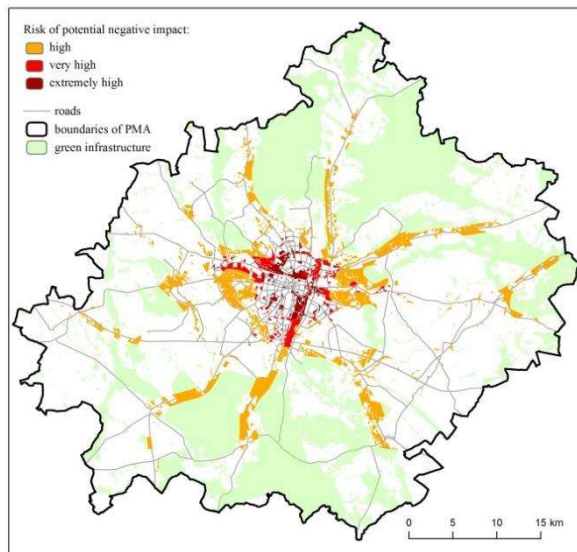 Risk of potential negative impact:
high
very high
extremely high
roads
boundaries of PMA
green infrastructure
0 5 10 15 km